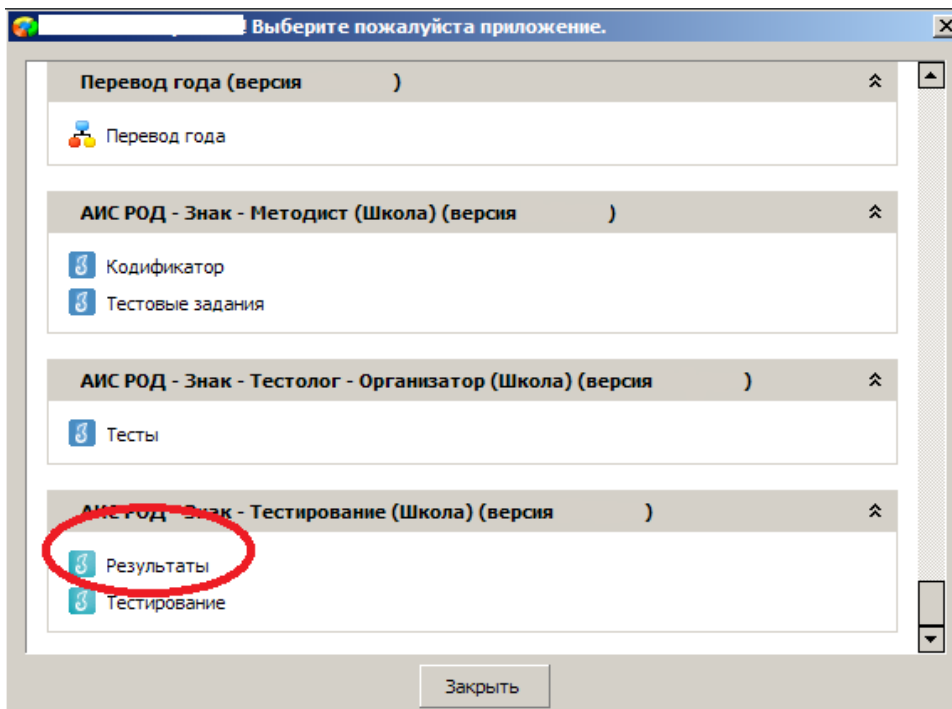 ! Выберите пожалуйста приложение.
Перевод года (версия )
Перевод года
АИС РОД - Знак - Методист (Школа) (версия )
Кодификатор
Тестовые задания
АИС РОД - Знак - Тестолог - Организатор (Школа) (версия )
Тесты
АИС РОД - Знак - Тестирование (Школа) (версия )
Результаты
Тестирование
Закрыть